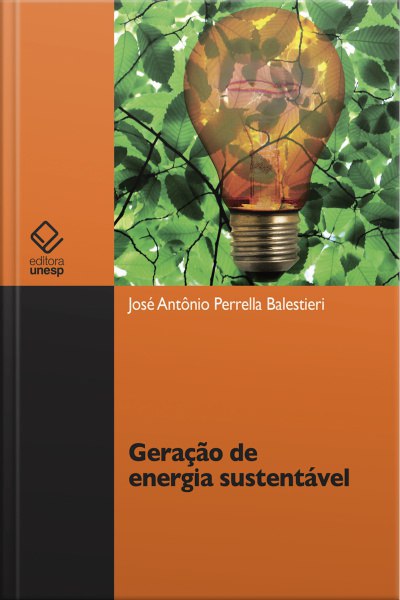 editora
unesp
José Antônio Perrella Balestieri
Geração de
energia sustentável